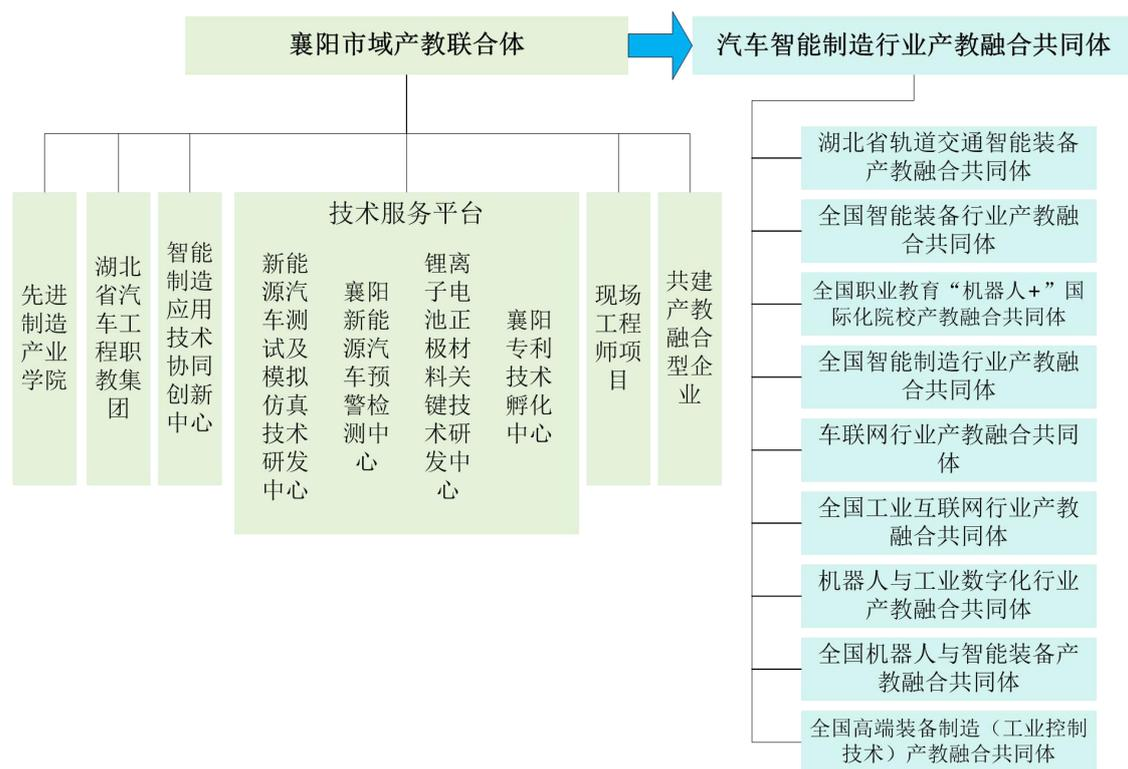 襄阳市域产教联合体
汽车智能制造行业产教融合共同体
先进
制造
产业
学院
湖北
省汽
车工
程职
教集
团
智能
制造
应用
技术
协同
创新
中心
技术服务平台
新能
源汽
车测
试及
模拟
仿真
技术
研发
中心
襄阳
新能
源汽
车预
警检
测中
心
锂离
子电
池正
极材
料关
键技
术研
发中
心
襄阳
专利
技术
孵化
中心
现场
工程
师项
目
共建
产教
融合
型企
业
湖北省轨道交通智能装备
产教融合共同体
全国智能装备行业产教融
合共同体
全国职业教育“机器人+”国
际化院校产教融合共同体
全国智能制造行业产教融
合共同体
车联网行业产教融合共同
体
全国工业互联网行业产教
融合共同体
机器人与工业数字化行业
产教融合共同体
全国机器人与智能装备产
教融合共同体
全国高端装备制造（工业控制
技术）产教融合共同体